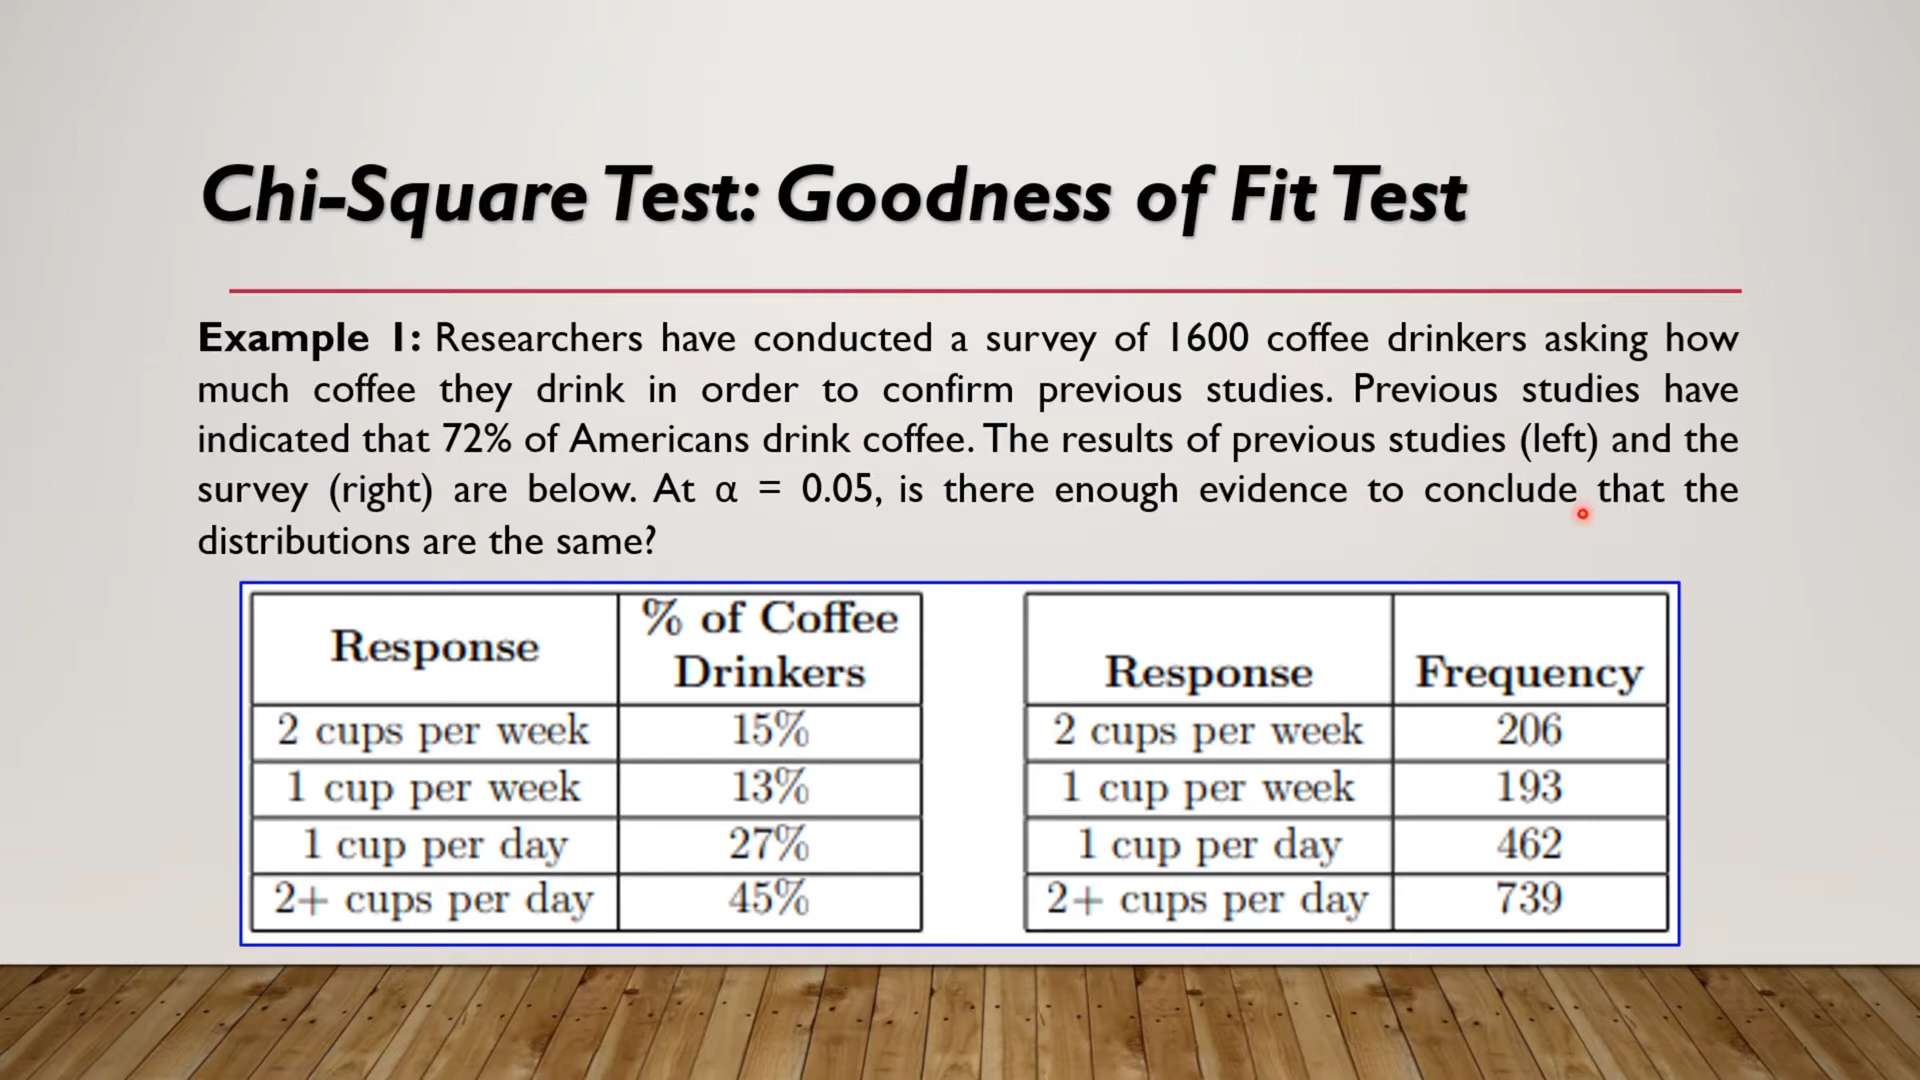 Chi-Square Test: Goodness of Fit Test
Example 1: Researchers have conducted a survey of 1600 coffee drinkers asking how
much coffee they drink in order to confirm previous studies. Previous studies have
indicated that 72% of Americans drink coffee. The results of previous studies (left) and the
survey (right) are below. At α = 0.05, is there enough evidence to conclude that the
distributions are the same?
Response % of Coffee Drinkers
2 cups per week 15%
1 cup per week 13%
1 cup per day 27%
2+ cups per day 45%
Response Frequency
2 cups per week 206
1 cup per week 193
1 cup per day 462
2+ cups per day 739